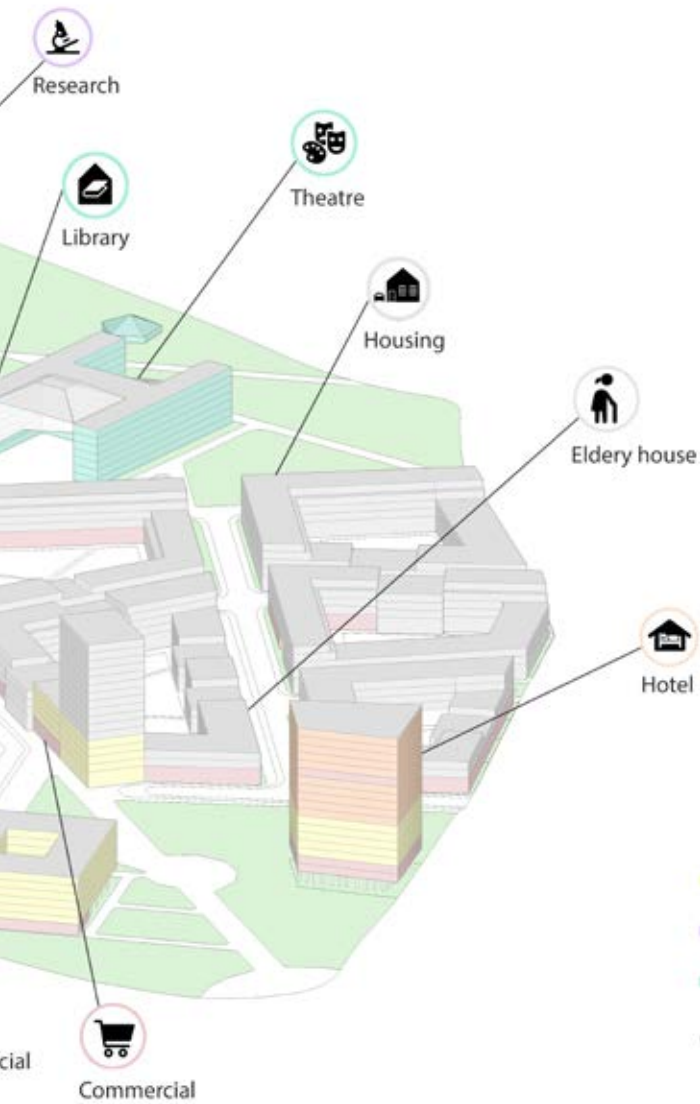 Research
Theatre
Library
Housing
Eldery house
Hotel
cial
Commercial